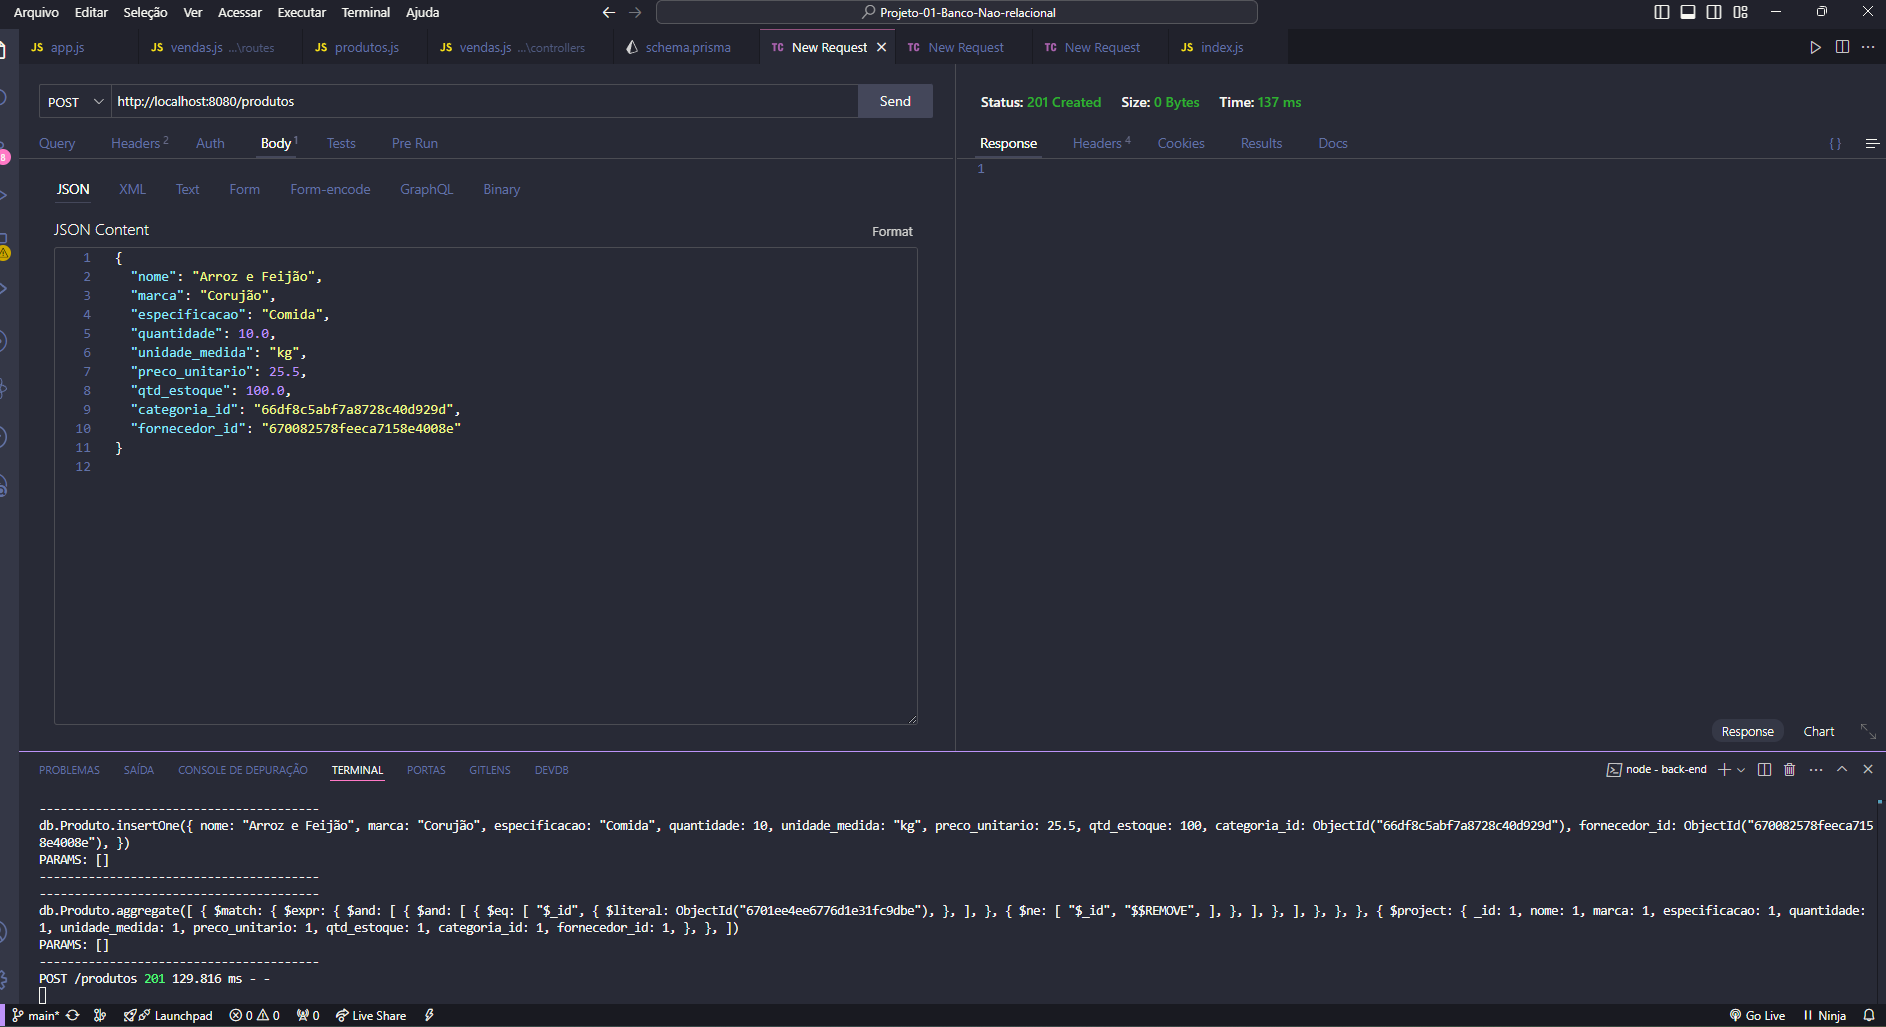 Arquivo Editar Seleção Ver Acessar Executar Terminal Ajuda
Projeto-01-Banco-Nao-relacional
JS app.js
JS vendas.js ...\routes
JS produtos.js
JS vendas.js ...\controllers
schema.prisma
TC New Request
TC New Request
TC New Request
JS index.js
POST http://localhost:8080/produtos Send
Query Headers 2 Auth Body 1 Tests Pre Run
JSON XML Text Form Form-encode GraphQL Binary
JSON Content Format
1 {
2 "nome": "Arroz e Feijão",
3 "marca": "Corujão",
4 "especificacao": "Comida",
5 "quantidade": 10.0,
6 "unidade_medida": "kg",
7 "preco_unitario": 25.5,
8 "qtd_estoque": 100.0,
9 "categoria_id": "66df8c5abf7a8728c40d929d",
10 "fornecedor_id": "670082578feeca7158e4008e"
11 }
12
Status: 201 Created Size: 0 Bytes Time: 137 ms
Response Headers 4 Cookies Results Docs { }
1
Response Chart
PROBLEMAS SAÍDA CONSOLE DE DEPURAÇÃO TERMINAL PORTAS GITLENS DEVDB
node - back-end
----------------------------------------
db.Produto.insertOne({ nome: "Arroz e Feijão", marca: "Corujão", especificacao: "Comida", quantidade: 10, unidade_medida: "kg", preco_unitario: 25.5, qtd_estoque: 100, categoria_id: ObjectId("66df8c5abf7a8728c40d929d"), fornecedor_id: ObjectId("670082578feeca715
8e4008e"), })
PARAMS: []
----------------------------------------
----------------------------------------
db.Produto.aggregate([ { $match: { $expr: { $and: [ { $and: [ { $eq: [ "$_id", { $literal: ObjectId("6701ee4ee6776d1e31fc9dbe"), }, ], }, { $ne: [ "$_id", "$$REMOVE", ], }, ], }, ], }, }, }, { $project: { _id: 1, nome: 1, marca: 1, especificacao: 1, quantidade:
1, unidade_medida: 1, preco_unitario: 1, qtd_estoque: 1, categoria_id: 1, fornecedor_id: 1, }, }, ])
PARAMS: []
----------------------------------------
POST /produtos 201 129.816 ms - -
main* Launchpad 0 0 0 Live Share Go Live Ninja